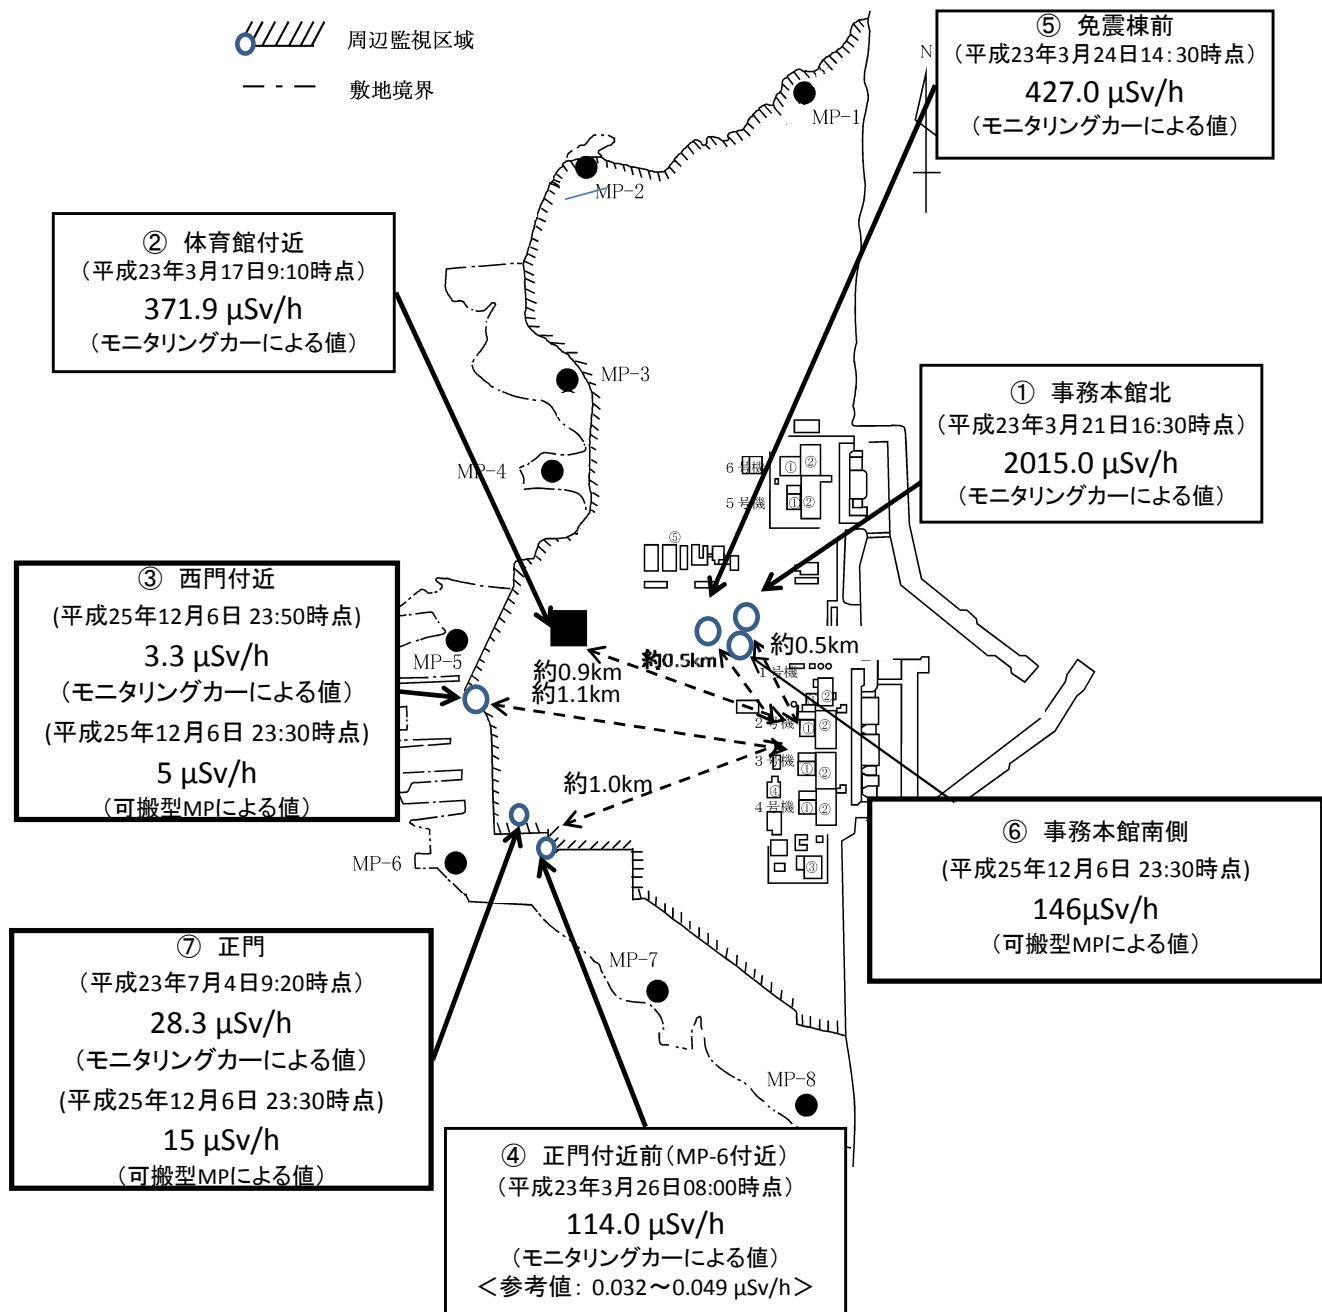 周辺監視区域
敷地境界
⑤ 免震棟前
(平成23年3月24日14:30時点)
427.0 μSv/h
(モニタリングカーによる値)
N
MP-1
MP-2
② 体育館付近
(平成23年3月17日9:10時点)
371.9 μSv/h
(モニタリングカーによる値)
MP-3
MP-4
① 事務本館北
(平成23年3月21日16:30時点)
2015.0 μSv/h
(モニタリングカーによる値)
6号機
① ②
5号機
① ②
⑤
③ 西門付近
(平成25年12月6日 23:50時点)
3.3 μSv/h
(モニタリングカーによる値)
(平成25年12月6日 23:30時点)
5 μSv/h
(可搬型MPによる値)
MP-5
約0.9km
約1.1km
約0.5km
約0.5km
1号機
②
2号機
① ②
3号機
① ②
④
4号機
① ②
③
約1.0km
MP-6
⑥ 事務本館南側
(平成25年12月6日 23:30時点)
146μSv/h
(可搬型MPによる値)
⑦ 正門
(平成23年7月4日9:20時点)
28.3 μSv/h
(モニタリングカーによる値)
(平成25年12月6日 23:30時点)
15 μSv/h
(可搬型MPによる値)
MP-7
MP-8
④ 正門付近前(MP-6付近)
(平成23年3月26日08:00時点)
114.0 μSv/h
(モニタリングカーによる値)
<参考値: 0.032～0.049 μSv/h>